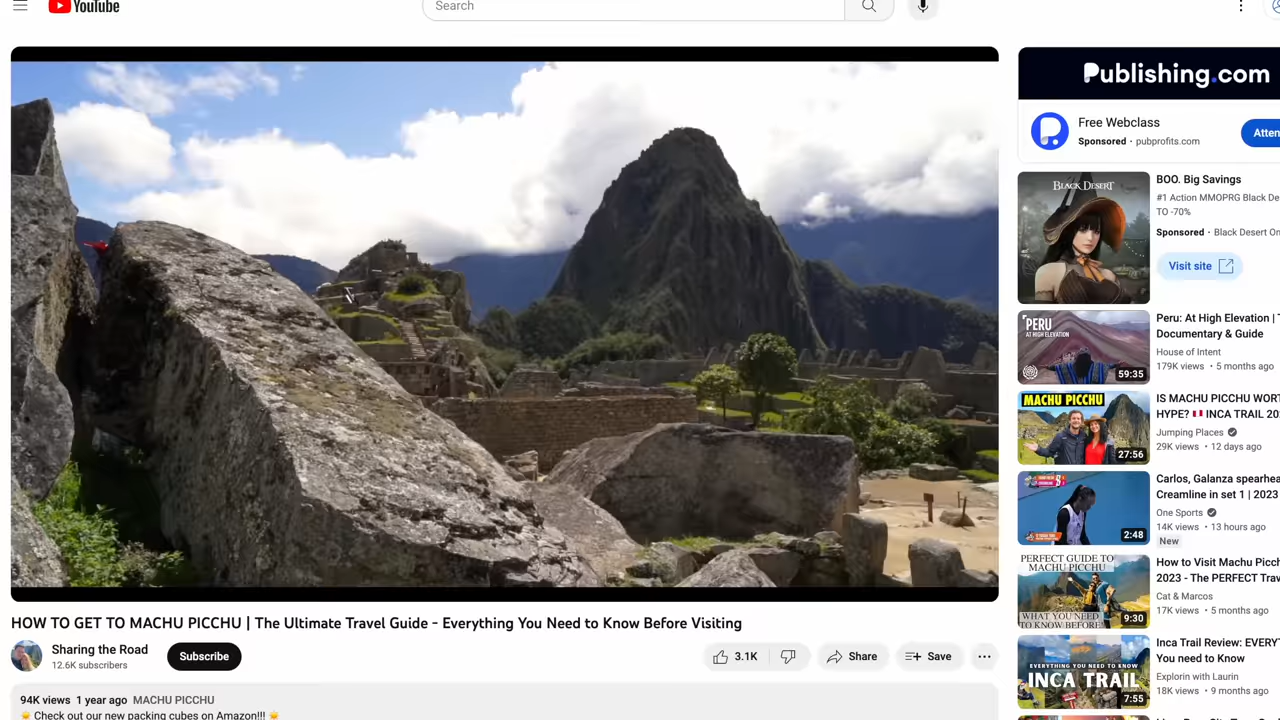 YouTube
Search
Publishing.com
Free Webclass
Sponsored · pubprofits.com
Atten
BLACK DESERT
BOO. Big Savings
#1 Action MMOPRG Black De
TO -70%
Sponsored · Black Desert On
Visit site
PERU
AT HIGH ELEVATION
59:35
Peru: At High Elevation |
Documentary & Guide
House of Intent
179K views · 5 months ago
MACHU PICCHU
27:56
IS MACHU PICCHU WORT
HYPE? INCA TRAIL 20
Jumping Places
29K views · 12 days ago
2:48
Carlos, Galanza spearhea
Creamline in set 1 | 2023
One Sports
14K views · 13 hours ago
New
PERFECT GUIDE TO
MACHU PICCHU
WHAT YOU NEED
TO KNOW BEFORE
9:30
How to Visit Machu Picch
2023 - The PERFECT Trav
Cat & Marcos
17K views · 5 months ago
EVERYTHING YOU NEED TO KNOW
INCA TRAIL
7:55
Inca Trail Review: EVERY
You need to Know
Explorin with Laurin
18K views · 9 months ago
HOW TO GET TO MACHU PICCHU | The Ultimate Travel Guide - Everything You Need to Know Before Visiting
Sharing the Road
12.6K subscribers
Subscribe
3.1K
Share
Save
94K views 1 year ago MACHU PICCHU
Check out our new packing cubes on Amazon!!!